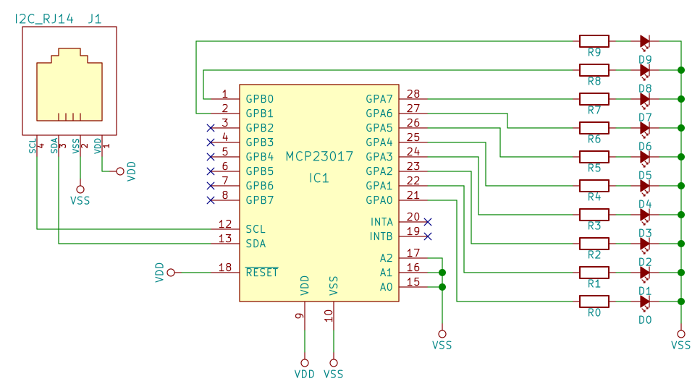 I2C_RJ14 J1
SCL 4
SDA 3
VSS 2
VDD 1
VDD
VSS
MCP23017
IC1
1 GPB0
2 GPB1
3 GPB2
4 GPB3
5 GPB4
6 GPB5
7 GPB6
8 GPB7
12 SCL
13 SDA
VDD
18 RESET
VDD 9
VSS 10
VDD VSS
GPA7 28
GPA6 27
GPA5 26
GPA4 25
GPA3 24
GPA2 23
GPA1 22
GPA0 21
INTA 20
INTB 19
A2 17
A1 16
A0 15
VSS
R9 D9
R8 D8
R7 D7
R6 D6
R5 D5
R4 D4
R3 D3
R2 D2
R1 D1
R0 D0
VSS